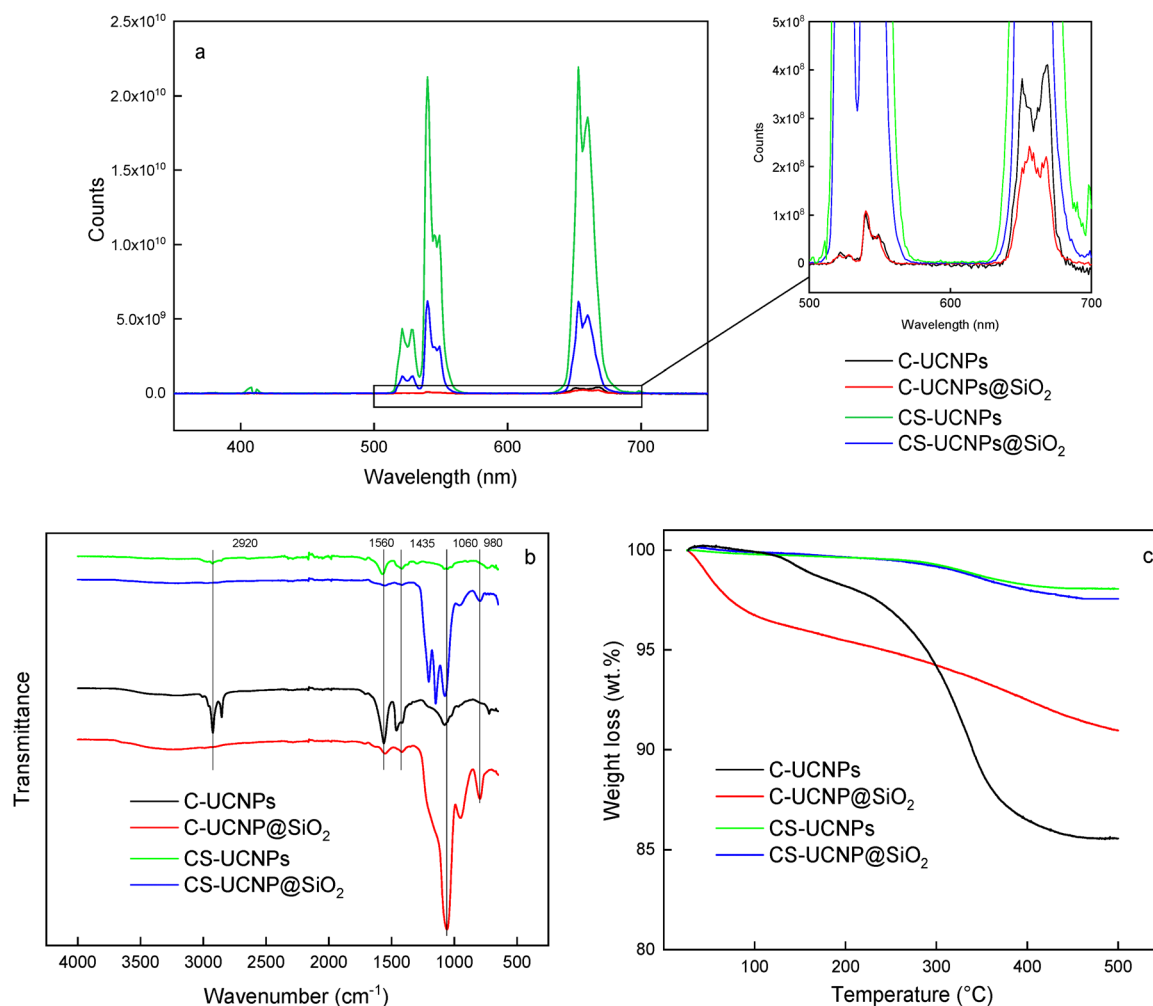 a
2.5x10¹⁰
2.0x10¹⁰
1.5x10¹⁰
1.0x10¹⁰
5.0x10⁹
0.0
Counts
400
500
600
700
Wavelength (nm)
5x10⁸
4x10⁸
3x10⁸
2x10⁸
1x10⁸
0
Counts
500
600
700
Wavelength (nm)
C-UCNPs
C-UCNPs@SiO₂
CS-UCNPs
CS-UCNPs@SiO₂
2920
1560
1435
1060
980
b
Transmittance
C-UCNPs
C-UCNP@SiO₂
CS-UCNPs
CS-UCNP@SiO₂
4000
3000
2000
1500
1000
500
Wavenumber (cm⁻¹)
c
100
95
90
85
80
Weight loss (wt.%)
C-UCNPs
C-UCNP@SiO₂
CS-UCNPs
CS-UCNP@SiO₂
100
200
300
400
500
Temperature (°C)